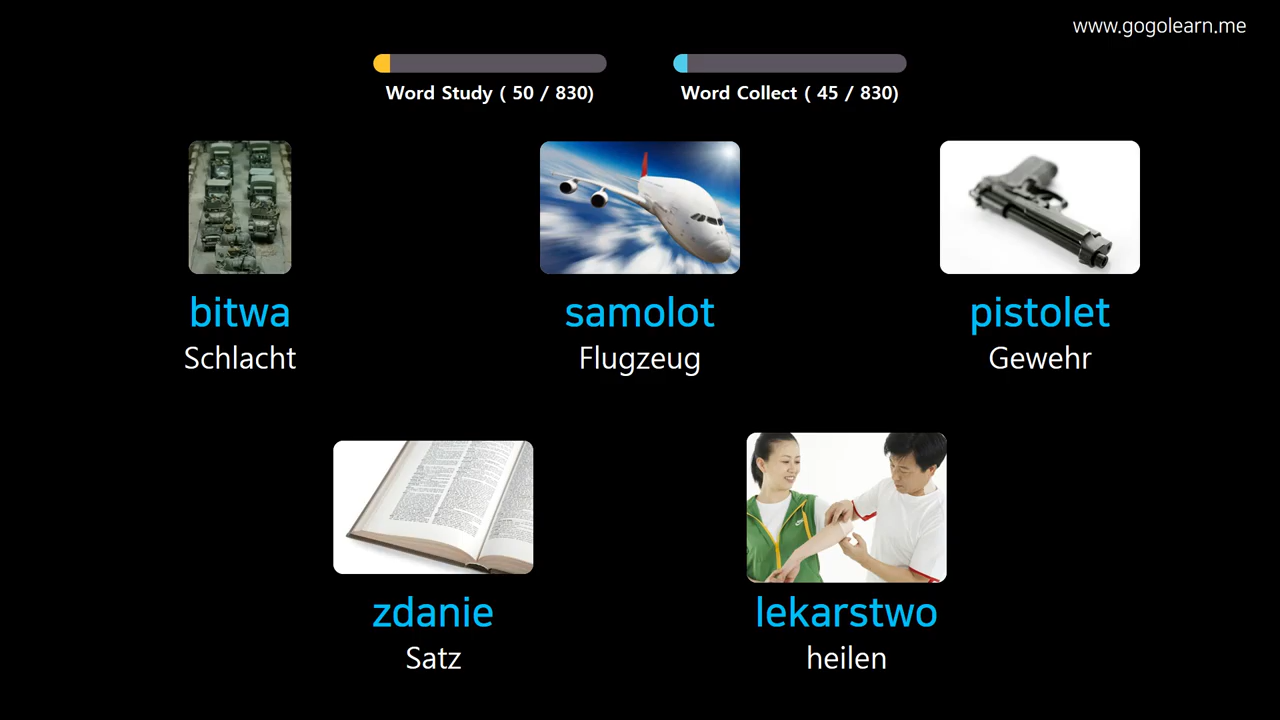 www.gogolearn.me
Word Study ( 50 / 830)
Word Collect ( 45 / 830)
bitwa
Schlacht
samolot
Flugzeug
pistolet
Gewehr
zdanie
Satz
lekarstwo
heilen